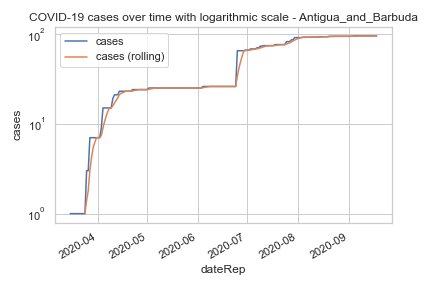 COVID-19 cases over time with logarithmic scale - Antigua_and_Barbuda
cases
cases (rolling)
10²
10¹
10⁰
cases
2020-04
2020-05
2020-06
2020-07
2020-08
2020-09
dateRep